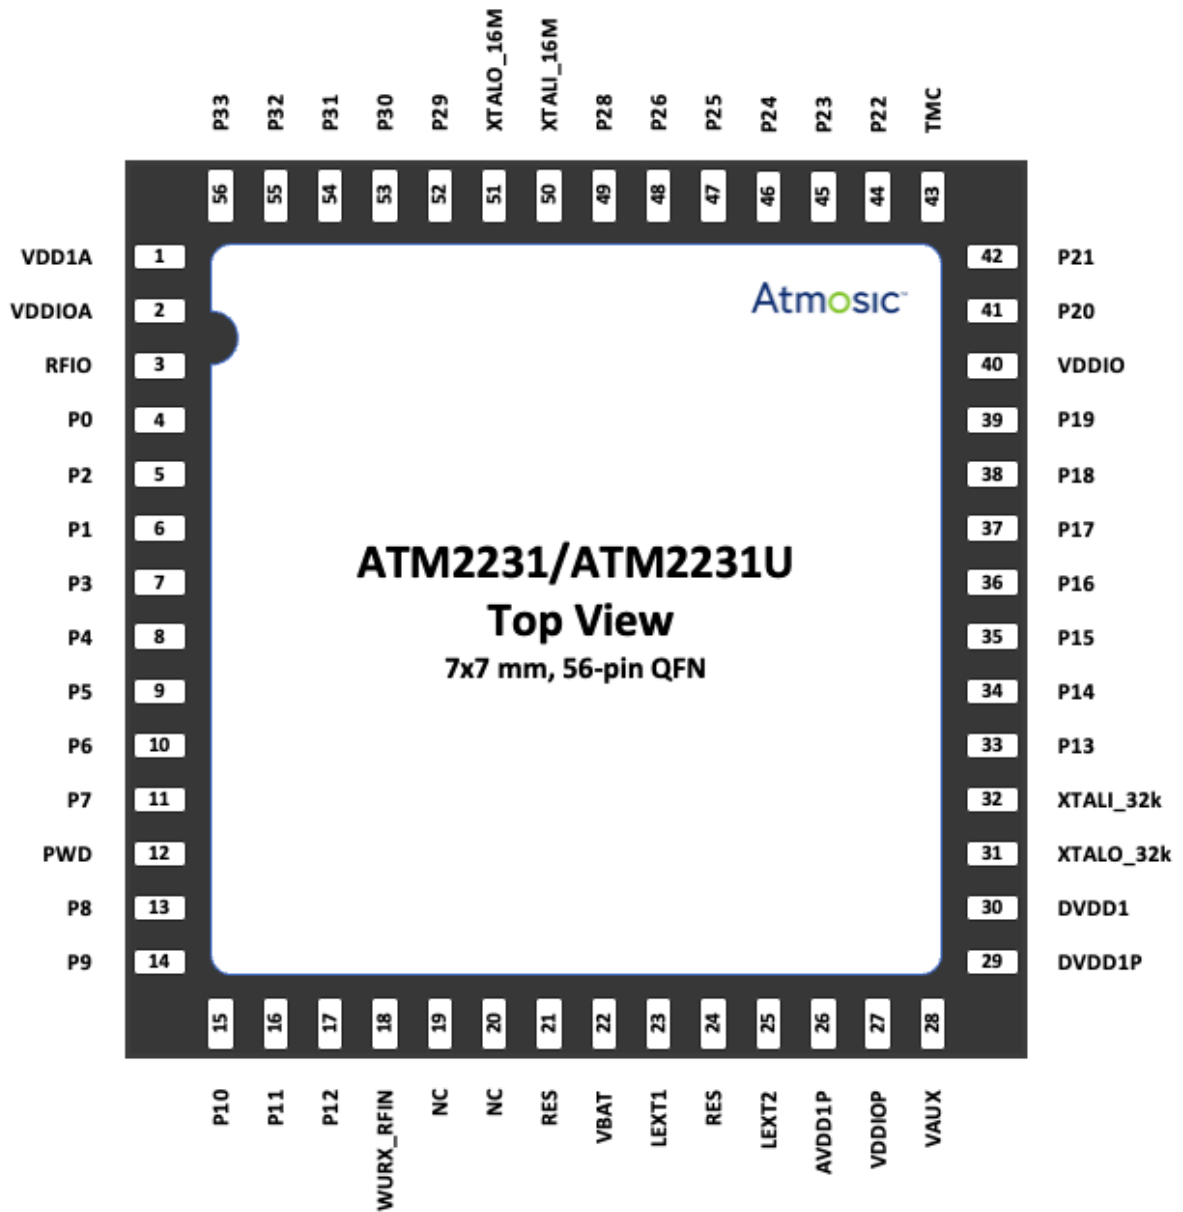 P33 P32 P31 P30 P29 XTALO_16M XTALI_16M P28 P26 P25 P24 P23 P22 TMC
56 55 54 53 52 51 50 49 48 47 46 45 44 43
VDD1A 1 42 P21
VDDIOA 2 Atmosic™ 41 P20
RFIO 3 40 VDDIO
P0 4 39 P19
P2 5 38 P18
P1 6 37 P17
ATM2231/ATM2231U
P3 7 36 P16
Top View
P4 8 35 P15
7x7 mm, 56-pin QFN
P5 9 34 P14
P6 10 33 P13
P7 11 32 XTALI_32k
PWD 12 31 XTALO_32k
P8 13 30 DVDD1
P9 14 29 DVDD1P
15 16 17 18 19 20 21 22 23 24 25 26 27 28
P10 P11 P12 WURX_RFIN NC NC RES VBAT LEXT1 RES LEXT2 AVDD1P VDDIOP VAUX